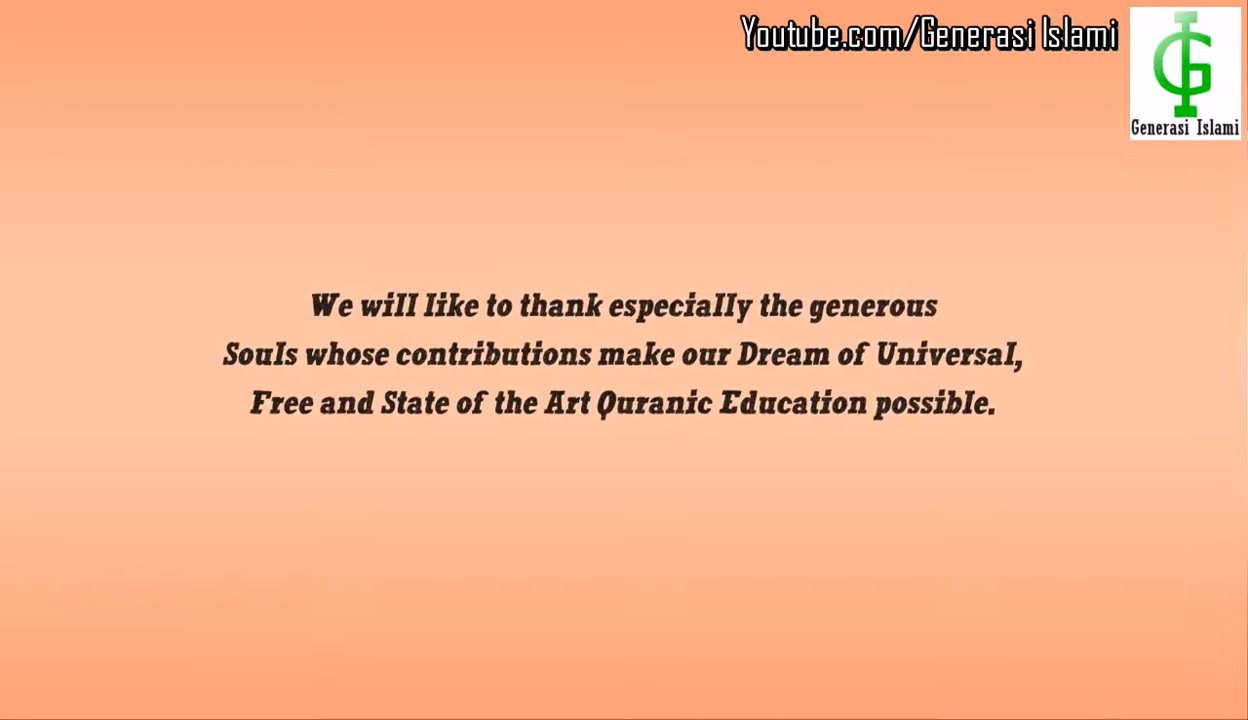 Youtube.com/Generasi Islami
Generasi Islami
We will like to thank especially the generous
Souls whose contributions make our Dream of Universal,
Free and State of the Art Quranic Education possible.